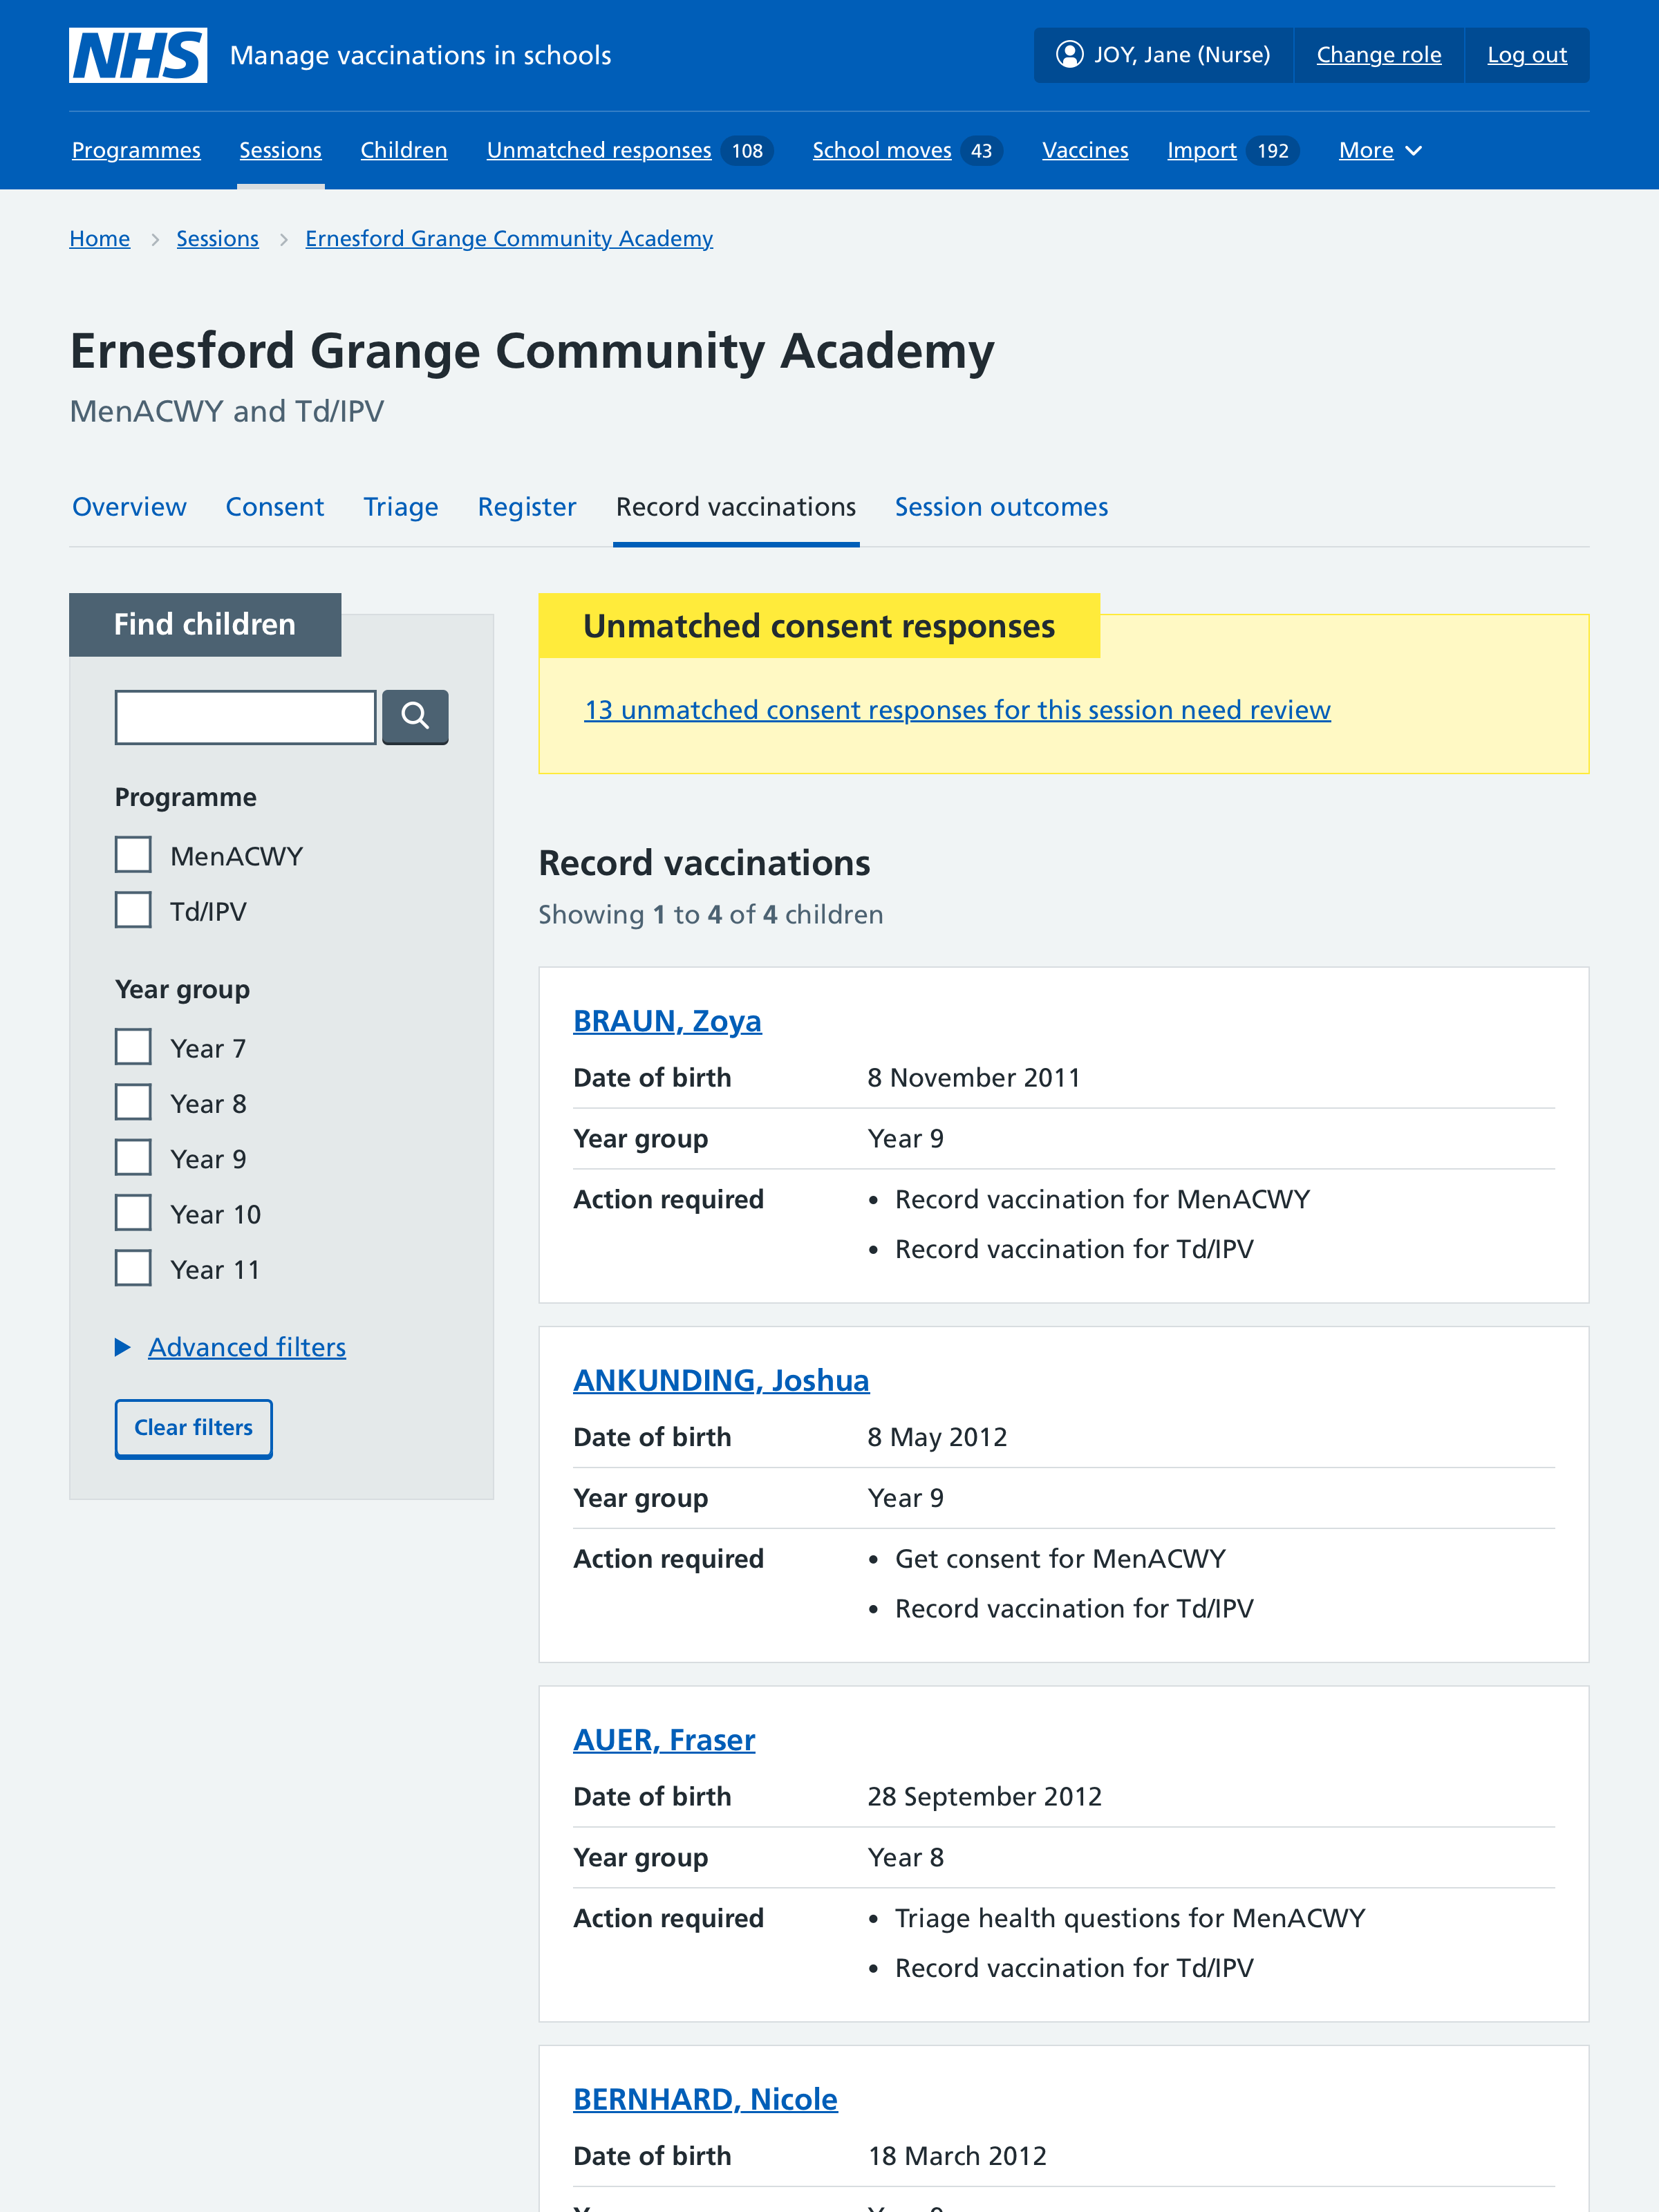 NHS Manage vaccinations in schools
JOY, Jane (Nurse) Change role Log out
Programmes Sessions Children Unmatched responses 108 School moves 43 Vaccines Import 192 More
Home Sessions Ernesford Grange Community Academy
Ernesford Grange Community Academy
MenACWY and Td/IPV
Overview Consent Triage Register Record vaccinations Session outcomes
Find children
Programme
MenACWY
Td/IPV
Year group
Year 7
Year 8
Year 9
Year 10
Year 11
Advanced filters
Clear filters
Unmatched consent responses
13 unmatched consent responses for this session need review
Record vaccinations
Showing 1 to 4 of 4 children
BRAUN, Zoya
Date of birth 8 November 2011
Year group Year 9
Action required • Record vaccination for MenACWY
• Record vaccination for Td/IPV
ANKUNDING, Joshua
Date of birth 8 May 2012
Year group Year 9
Action required • Get consent for MenACWY
• Record vaccination for Td/IPV
AUER, Fraser
Date of birth 28 September 2012
Year group Year 8
Action required • Triage health questions for MenACWY
• Record vaccination for Td/IPV
BERNHARD, Nicole
Date of birth 18 March 2012